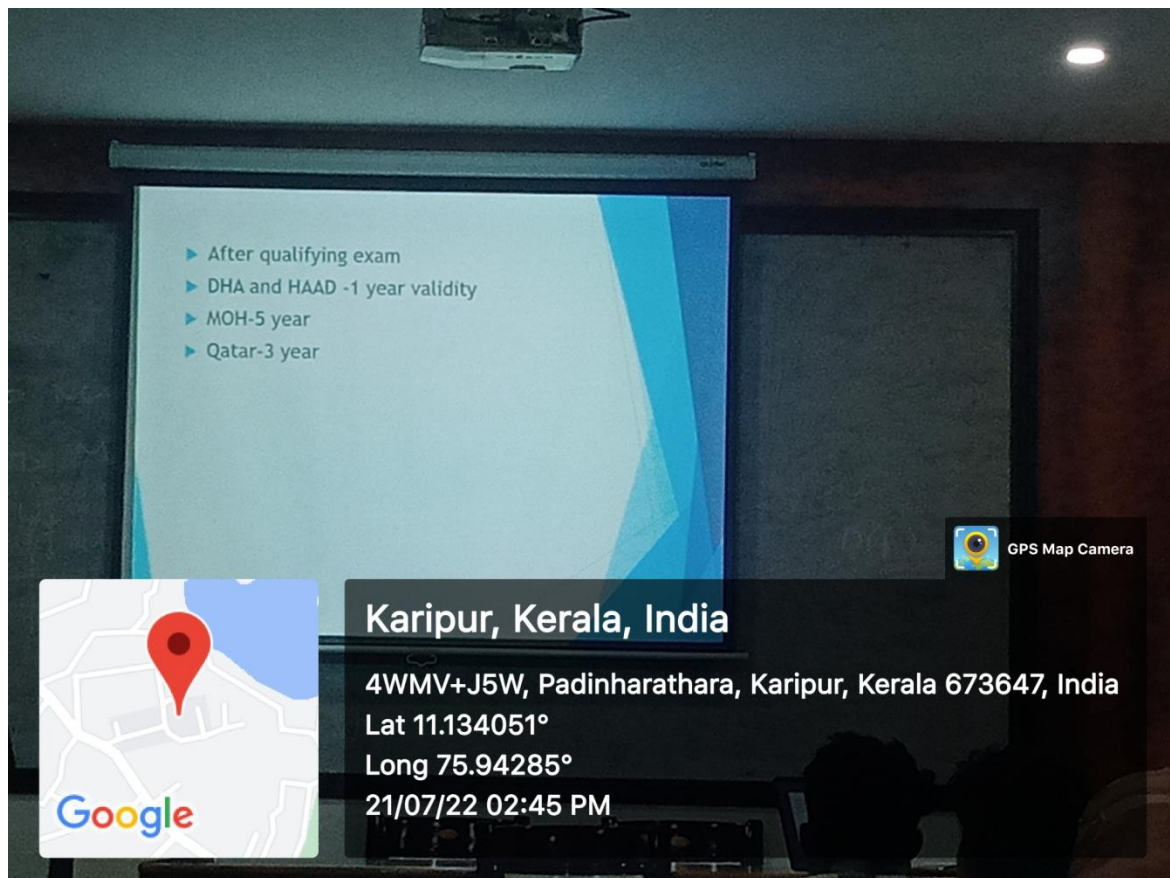 ► After qualifying exam
► DHA and HAAD -1 year validity
► MOH-5 year
► Qatar-3 year
GPS Map Camera
Karipur, Kerala, India
4WMV+J5W, Padinharathara, Karipur, Kerala 673647, India
Lat 11.134051°
Long 75.94285°
21/07/22 02:45 PM
Google